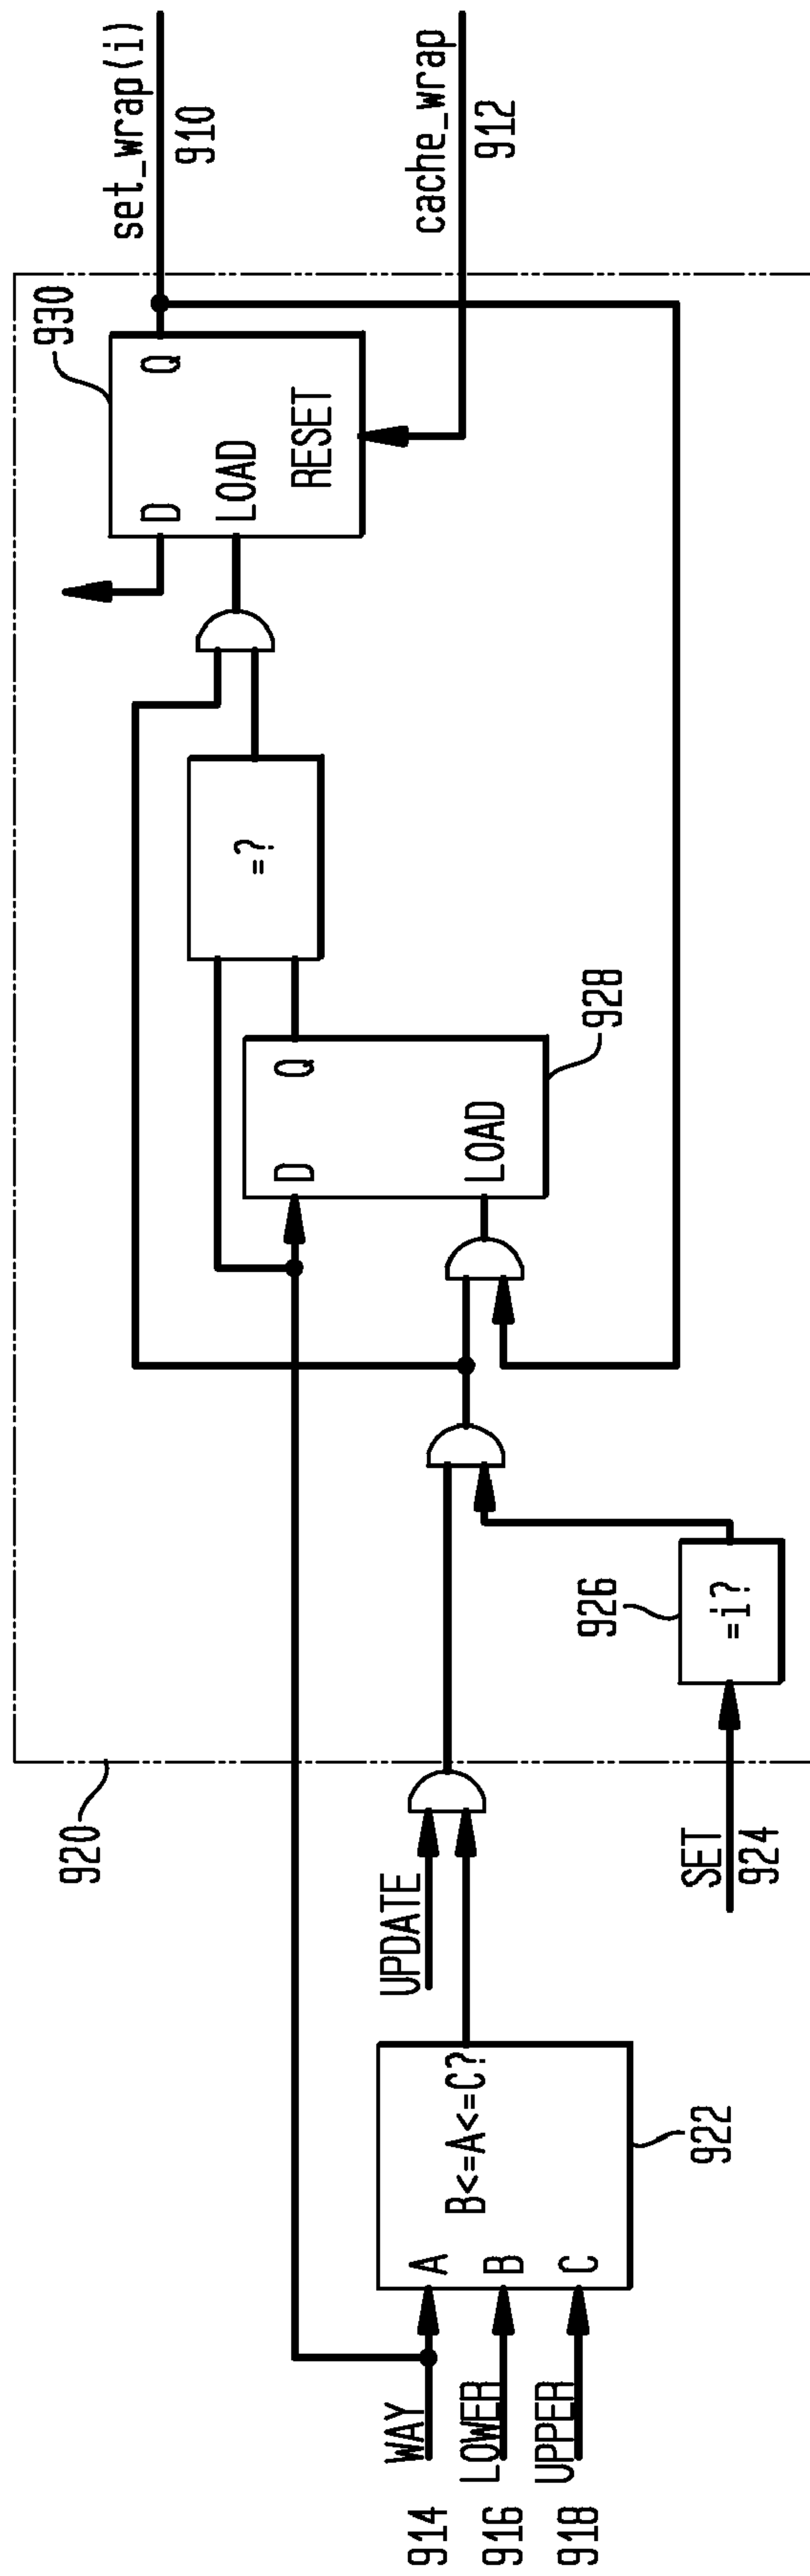 WAY
914
LOWER
916
UPPER
918
A
B
C
B<=A<=C?
922
UPDATE
920
SET
924
=i?
926
D
Q
LOAD
928
=?
D
Q
LOAD
RESET
930
set_wrap(i)
910
cache_wrap
912